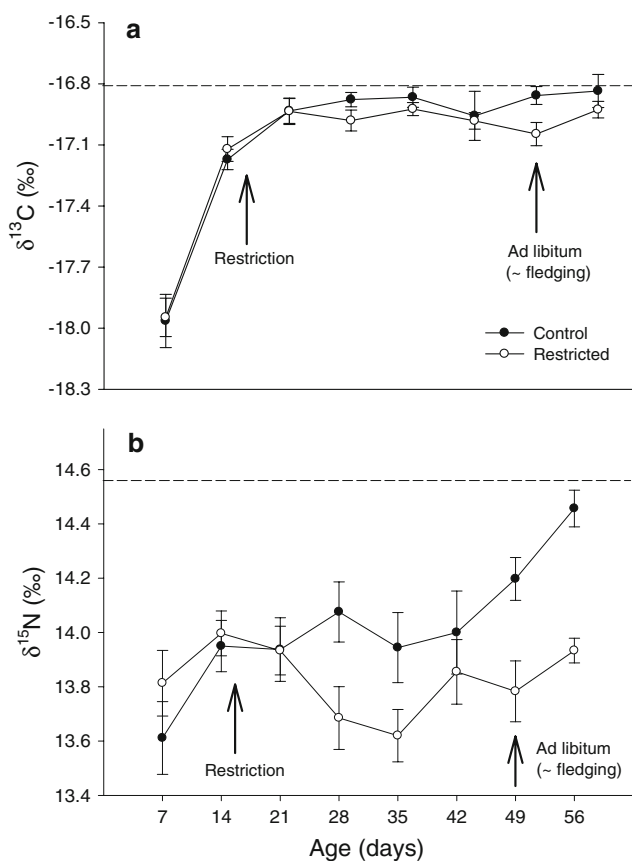 a
-16.5
-16.8
-17.1
-17.4
-17.7
-18.0
-18.3
δ13C (‰)
Restriction
Ad libitum
(~ fledging)
Control
Restricted
b
14.6
14.4
14.2
14.0
13.8
13.6
13.4
δ15N (‰)
Restriction
Ad libitum
(~ fledging)
7 14 21 28 35 42 49 56
Age (days)